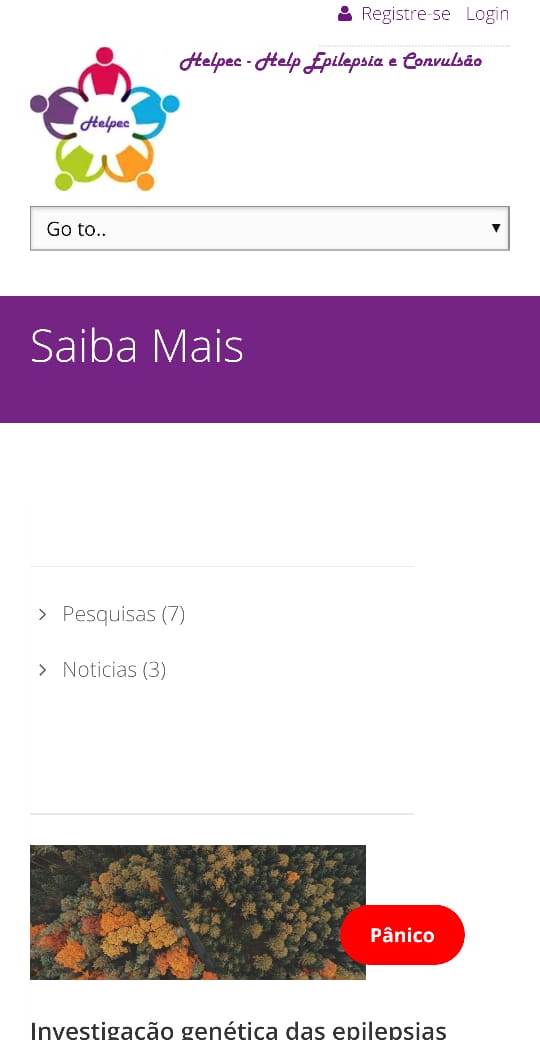 Registre-se Login
Helpec - Help Epilepsia e Convulsão
Helpec
Go to..
Saiba Mais
Pesquisas (7)
Noticias (3)
Pânico
Investigação genética das epilepsias